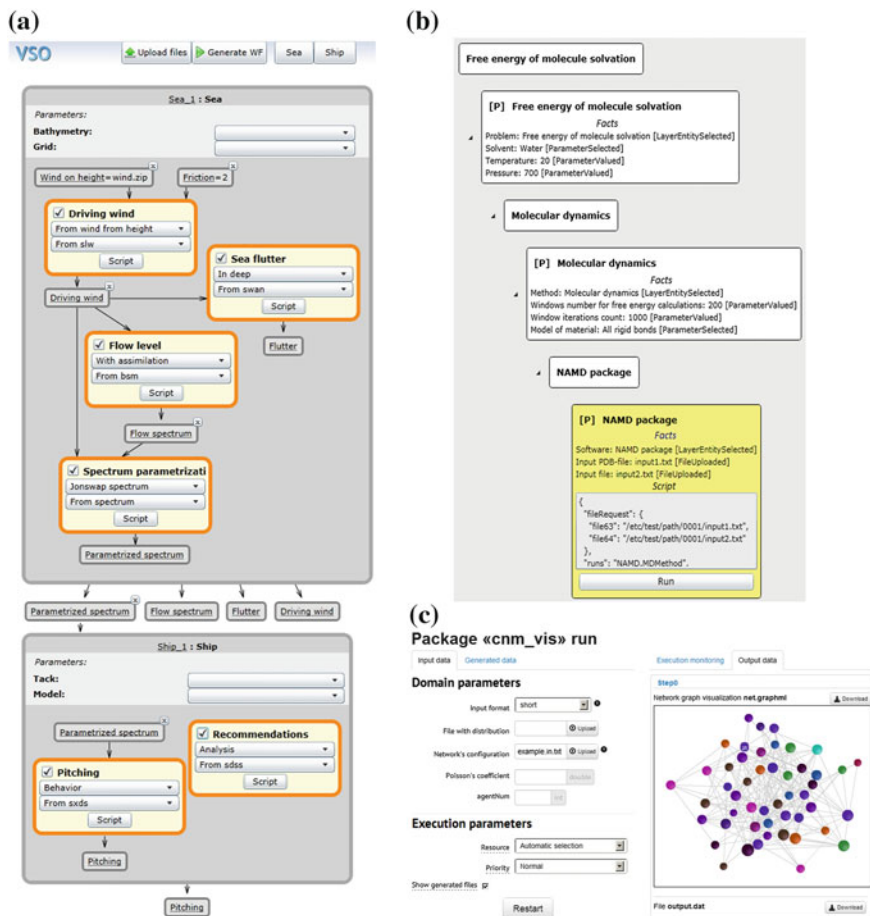 (a)
VSO
Upload files
Generate WF
Sea
Ship
Sea_1 : Sea
Parameters:
Bathymetry:
Grid:
Wind on height=wind.zip
Friction=2
Driving wind
From wind from height
From slw
Script
Sea flutter
In deep
From swan
Script
Driving wind
Flutter
Flow level
With assimilation
From bsm
Script
Flow spectrum
Spectrum parametrizati
Jonswap spectrum
From spectrum
Script
Parametrized spectrum
Parametrized spectrum
Flow spectrum
Flutter
Driving wind
Ship_1 : Ship
Parameters:
Tack:
Model:
Parametrized spectrum
Recommendations
Analysis
From sdss
Script
Pitching
Behavior
From sxds
Script
Pitching
Pitching
(b)
Free energy of molecule solvation
[P] Free energy of molecule solvation
Facts
Problem: Free energy of molecule solvation [LayerEntitySelected]
Solvent: Water [ParameterSelected]
Temperature: 20 [ParameterValued]
Pressure: 700 [ParameterValued]
Molecular dynamics
[P] Molecular dynamics
Facts
Method: Molecular dynamics [LayerEntitySelected]
Windows number for free energy calculations: 200 [ParameterValued]
Window iterations count: 1000 [ParameterValued]
Model of material: All rigid bonds [ParameterSelected]
NAMD package
[P] NAMD package
Facts
Software: NAMD package [LayerEntitySelected]
Input PDB-file: input1.txt [FileUploaded]
Input file: input2.txt [FileUploaded]
Script
{
"fileRequest": {
"file63": "/etc/test/path/0001/input1.txt",
"file64": "/etc/test/path/0001/input2.txt"
},
"runs": "NAMD.MDMethod",
Run
(c)
Package «cnm_vis» run
Input data
Generated data
Domain parameters
Input format
short
File with distribution
Upload
Network's configuration
example.in.txt
Upload
Poisson's coefficient
double
agentNum
int
Execution parameters
Resource
Automatic selection
Priority
Normal
Show generated files
Restart
Execution monitoring
Output data
Step0
Network graph visualization net.graphml
Download
File output.dat
Download